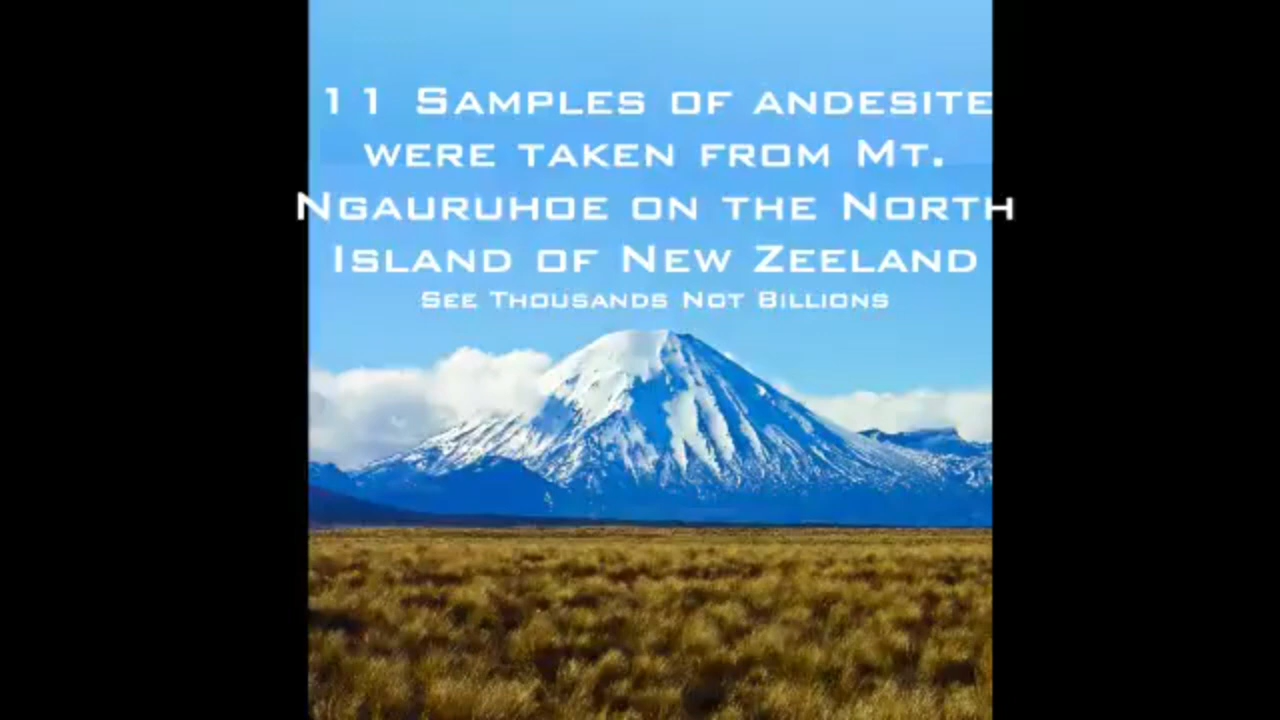 11 Samples of andesite
were taken from Mt.
Ngauruhoe on the North
Island of New Zeeland
See Thousands Not Billions